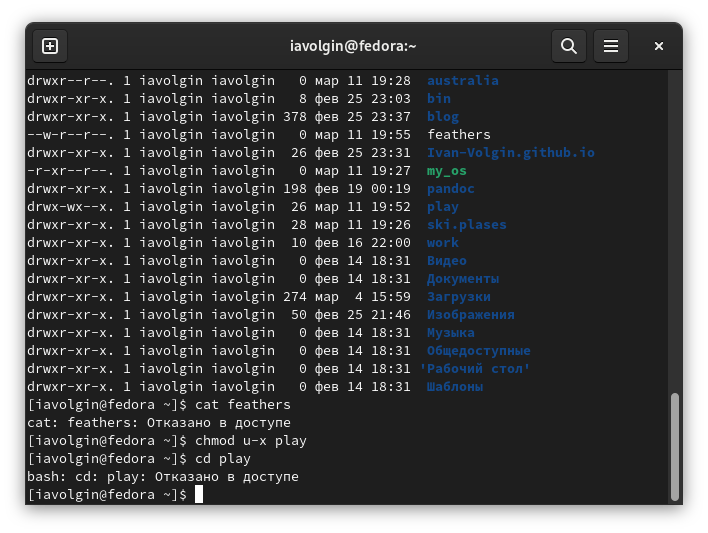 iavolgin@fedora:~
drwxr--r--. 1 iavolgin iavolgin   0 мар 11 19:28  australia
drwxr-xr-x. 1 iavolgin iavolgin   8 фев 25 23:03  bin
drwxr-xr-x. 1 iavolgin iavolgin 378 фев 25 23:37  blog
--w-r--r--. 1 iavolgin iavolgin   0 мар 11 19:55  feathers
drwxr-xr-x. 1 iavolgin iavolgin  26 фев 25 23:31  Ivan-Volgin.github.io
-r-xr--r--. 1 iavolgin iavolgin   0 мар 11 19:27  my_os
drwxr-xr-x. 1 iavolgin iavolgin 198 фев 19 00:19  pandoc
drwx-wx--x. 1 iavolgin iavolgin  26 мар 11 19:52  play
drwxr-xr-x. 1 iavolgin iavolgin  28 мар 11 19:26  ski.plases
drwxr-xr-x. 1 iavolgin iavolgin  10 фев 16 22:00  work
drwxr-xr-x. 1 iavolgin iavolgin   0 фев 14 18:31  Видео
drwxr-xr-x. 1 iavolgin iavolgin   0 фев 14 18:31  Документы
drwxr-xr-x. 1 iavolgin iavolgin 274 мар  4 15:59  Загрузки
drwxr-xr-x. 1 iavolgin iavolgin  50 фев 25 21:46  Изображения
drwxr-xr-x. 1 iavolgin iavolgin   0 фев 14 18:31  Музыка
drwxr-xr-x. 1 iavolgin iavolgin   0 фев 14 18:31  Общедоступные
drwxr-xr-x. 1 iavolgin iavolgin   0 фев 14 18:31 'Рабочий стол'
drwxr-xr-x. 1 iavolgin iavolgin   0 фев 14 18:31  Шаблоны
[iavolgin@fedora ~]$ cat feathers
cat: feathers: Отказано в доступе
[iavolgin@fedora ~]$ chmod u-x play
[iavolgin@fedora ~]$ cd play
bash: cd: play: Отказано в доступе
[iavolgin@fedora ~]$